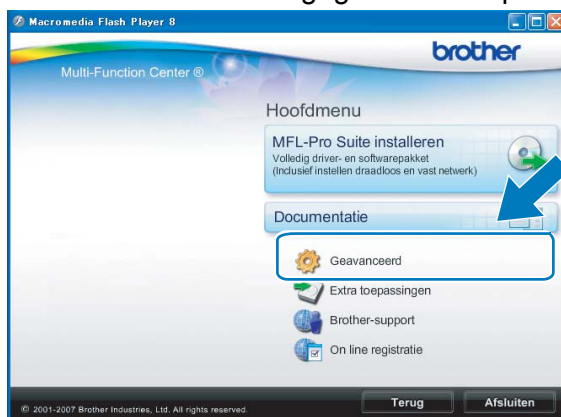 Macromedia Flash Player 8
brother
Multi-Function Center ®
Hoofdmenu
MFL-Pro Suite installeren
Volledig driver- en softwarepakket
(Inclusief instellen draadloos en vast netwerk)
Documentatie
Geavanceerd
Extra toepassingen
Brother-support
On line registratie
© 2001-2007 Brother Industries, Ltd. All rights reserved.
Terug
Afsluiten